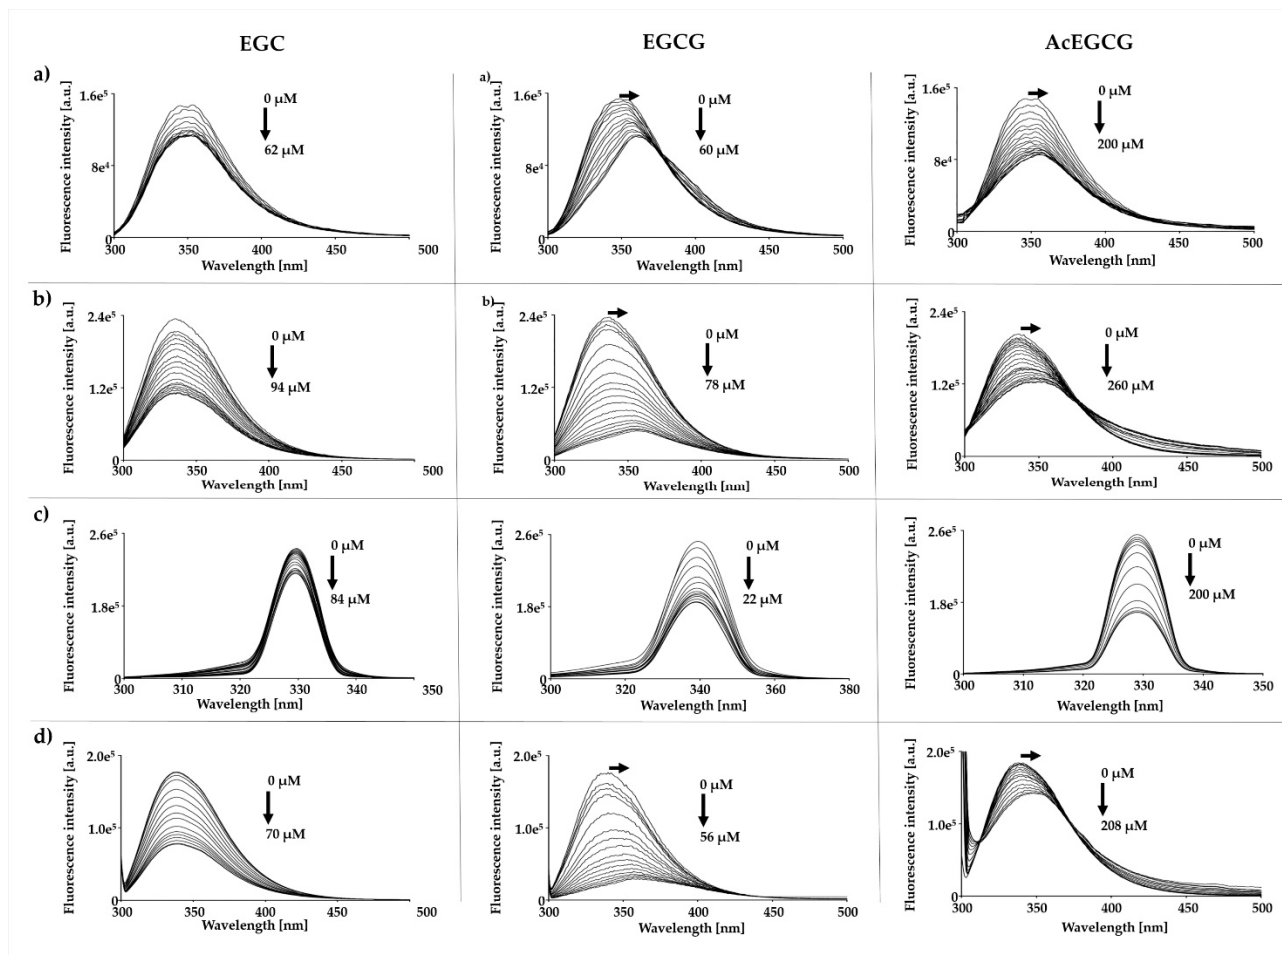 EGC
EGCG
AcEGCG
a)
Fluorescence intensity [a.u.]
1.6e⁵
8e⁴
0
0 µM
62 µM
300
350
400
450
500
Wavelength [nm]
a)
Fluorescence intensity [a.u.]
1.6e⁵
8e⁴
0
0 µM
60 µM
300
350
400
450
500
Wavelength [nm]
Fluorescence intensity [a.u.]
1.6e⁵
8e⁴
0
0 µM
200 µM
300
350
400
450
500
Wavelength [nm]
b)
Fluorescence intensity [a.u.]
2.4e⁵
1.2e⁵
0
0 µM
94 µM
300
350
400
450
500
Wavelength [nm]
b)
Fluorescence intensity [a.u.]
2.4e⁵
1.2e⁵
0
0 µM
78 µM
300
350
400
450
500
Wavelength [nm]
Fluorescence intensity [a.u.]
2.4e⁵
1.2e⁵
0
0 µM
260 µM
300
350
400
450
500
Wavelength [nm]
c)
Fluorescence intensity [a.u.]
2.6e⁵
1.8e⁵
0
0 µM
84 µM
300
310
320
330
340
350
Wavelength [nm]
Fluorescence intensity [a.u.]
2.6e⁵
1.8e⁵
0
0 µM
22 µM
300
320
340
360
380
Wavelength [nm]
Fluorescence intensity [a.u.]
2.6e⁵
1.8e⁵
0
0 µM
200 µM
300
310
320
330
340
350
Wavelength [nm]
d)
Fluorescence intensity [a.u.]
2.0e⁵
1.0e⁵
0
0 µM
70 µM
300
350
400
450
500
Wavelength [nm]
Fluorescence intensity [a.u.]
2.0e⁵
1.0e⁵
0
0 µM
56 µM
300
350
400
450
500
Wavelength [nm]
Fluorescence intensity [a.u.]
2.0e⁵
1.0e⁵
0
0 µM
208 µM
300
350
400
450
500
Wavelength [nm]